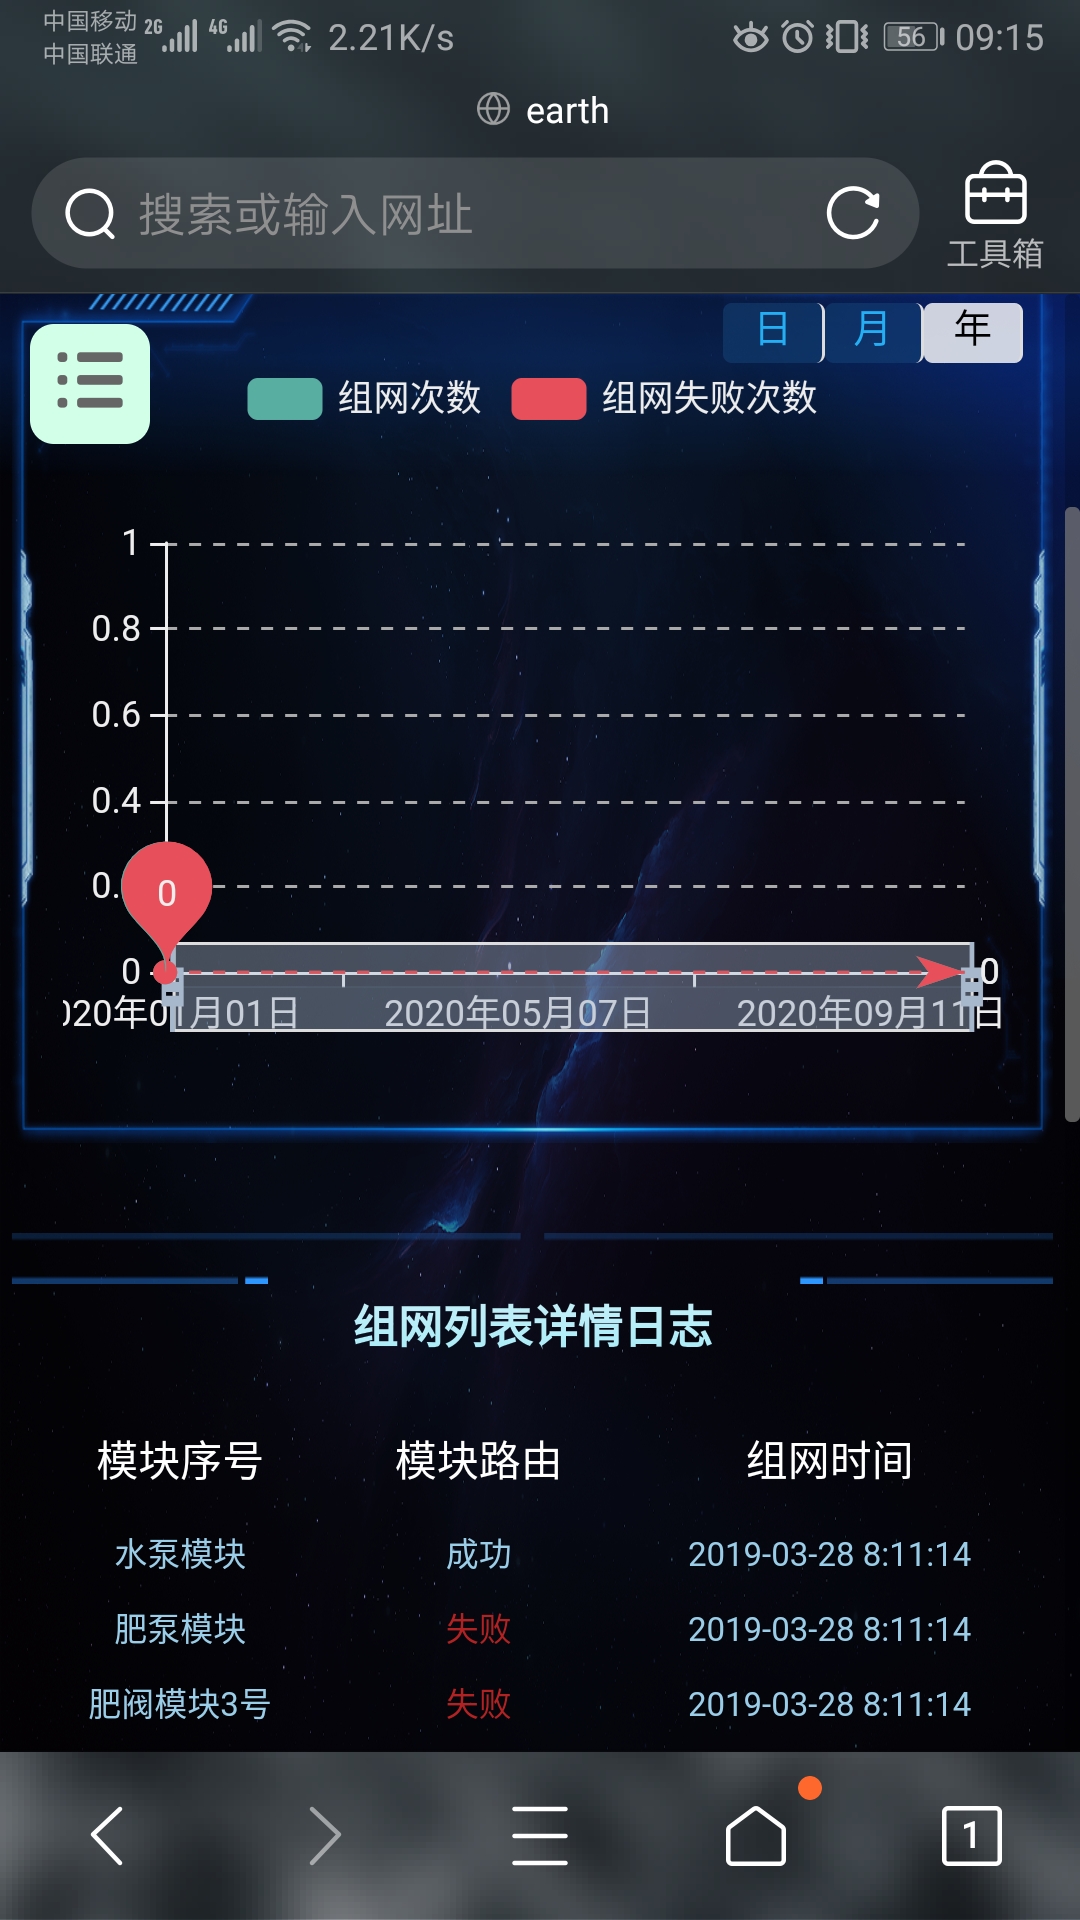 中国移动 2G 4G 2.21K/s 56 09:15
中国联通
earth
搜索或输入网址
工具箱
日 月 年
组网次数 组网失败次数
1
0.8
0.6
0.4
0.
0
0 0
020年01月01日 2020年05月07日 2020年09月11日
组网列表详情日志
模块序号 模块路由 组网时间
水泵模块 成功 2019-03-28 8:11:14
肥泵模块 失败 2019-03-28 8:11:14
肥阀模块3号 失败 2019-03-28 8:11:14
1